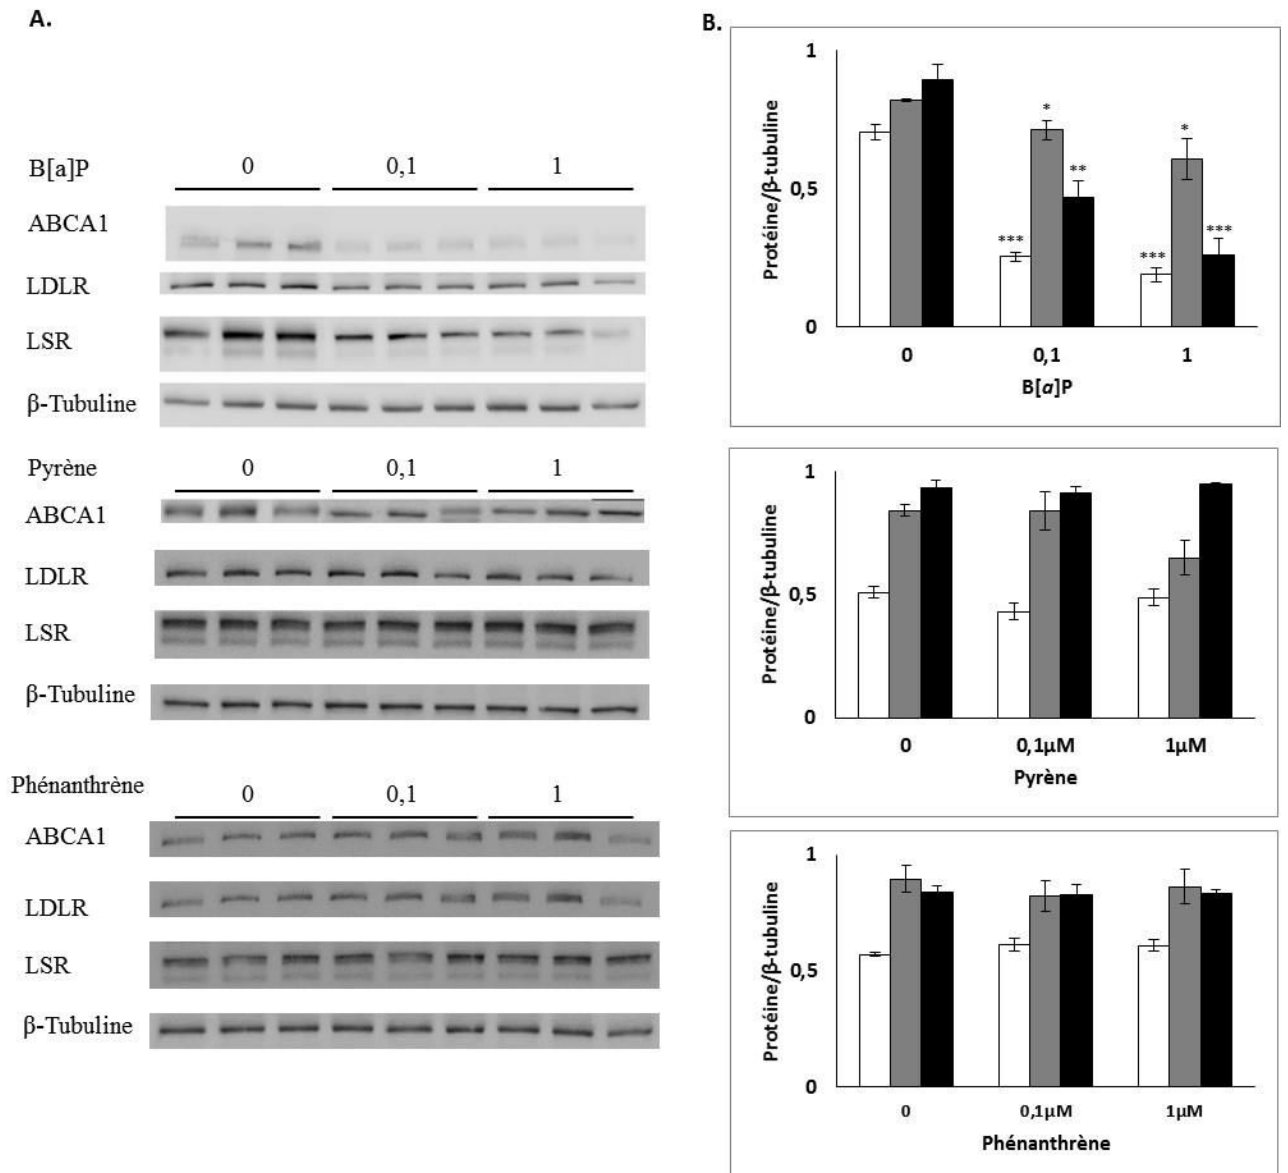 A.
B[a]P 0 0,1 1
ABCA1
LDLR
LSR
β-Tubuline
Pyrène 0 0,1 1
ABCA1
LDLR
LSR
β-Tubuline
Phénanthrène 0 0,1 1
ABCA1
LDLR
LSR
β-Tubuline
B.
Protéine/β-tubuline
1
0,5
0
*
*
**
***
***
***
0 0,1 1
B[a]P
Protéine/β-tubuline
1
0,5
0
0 0,1µM 1µM
Pyrène
Protéine/β-tubuline
1
0,5
0
0 0,1µM 1µM
Phénanthrène